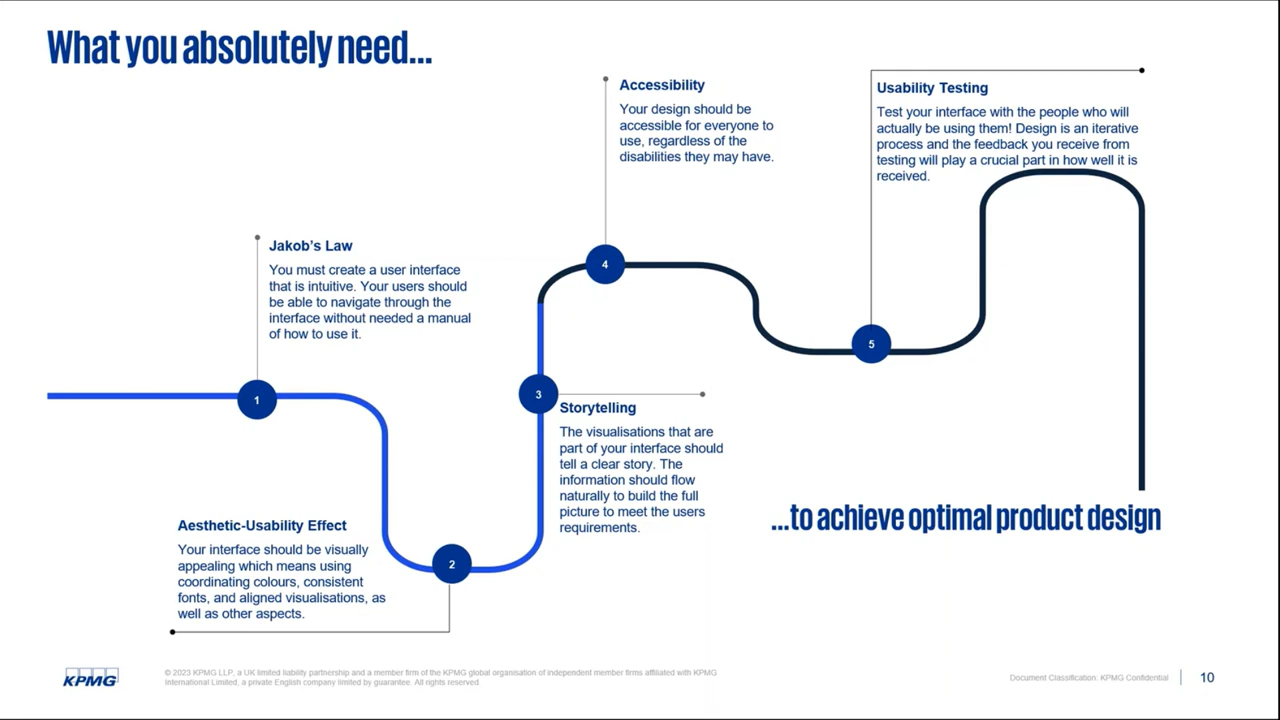 What you absolutely need...
Accessibility
Your design should be
accessible for everyone to
use, regardless of the
disabilities they may have.
Usability Testing
Test your interface with the people who will
actually be using them! Design is an iterative
process and the feedback you receive from
testing will play a crucial part in how well it is
received.
Jakob's Law
You must create a user interface
that is intuitive. Your users should
be able to navigate through the
interface without needed a manual
of how to use it.
4
5
1
3
Storytelling
The visualisations that are
part of your interface should
tell a clear story. The
information should flow
naturally to build the full
picture to meet the users
requirements.
...to achieve optimal product design
Aesthetic-Usability Effect
Your interface should be visually
appealing which means using
coordinating colours, consistent
fonts, and aligned visualisations, as
well as other aspects.
2
KPMG
© 2023 KPMG LLP, a UK limited liability partnership and a member firm of the KPMG global organisation of independent member firms affiliated with KPMG
International Limited, a private English company limited by guarantee. All rights reserved.
Document Classification: KPMG Confidential
10